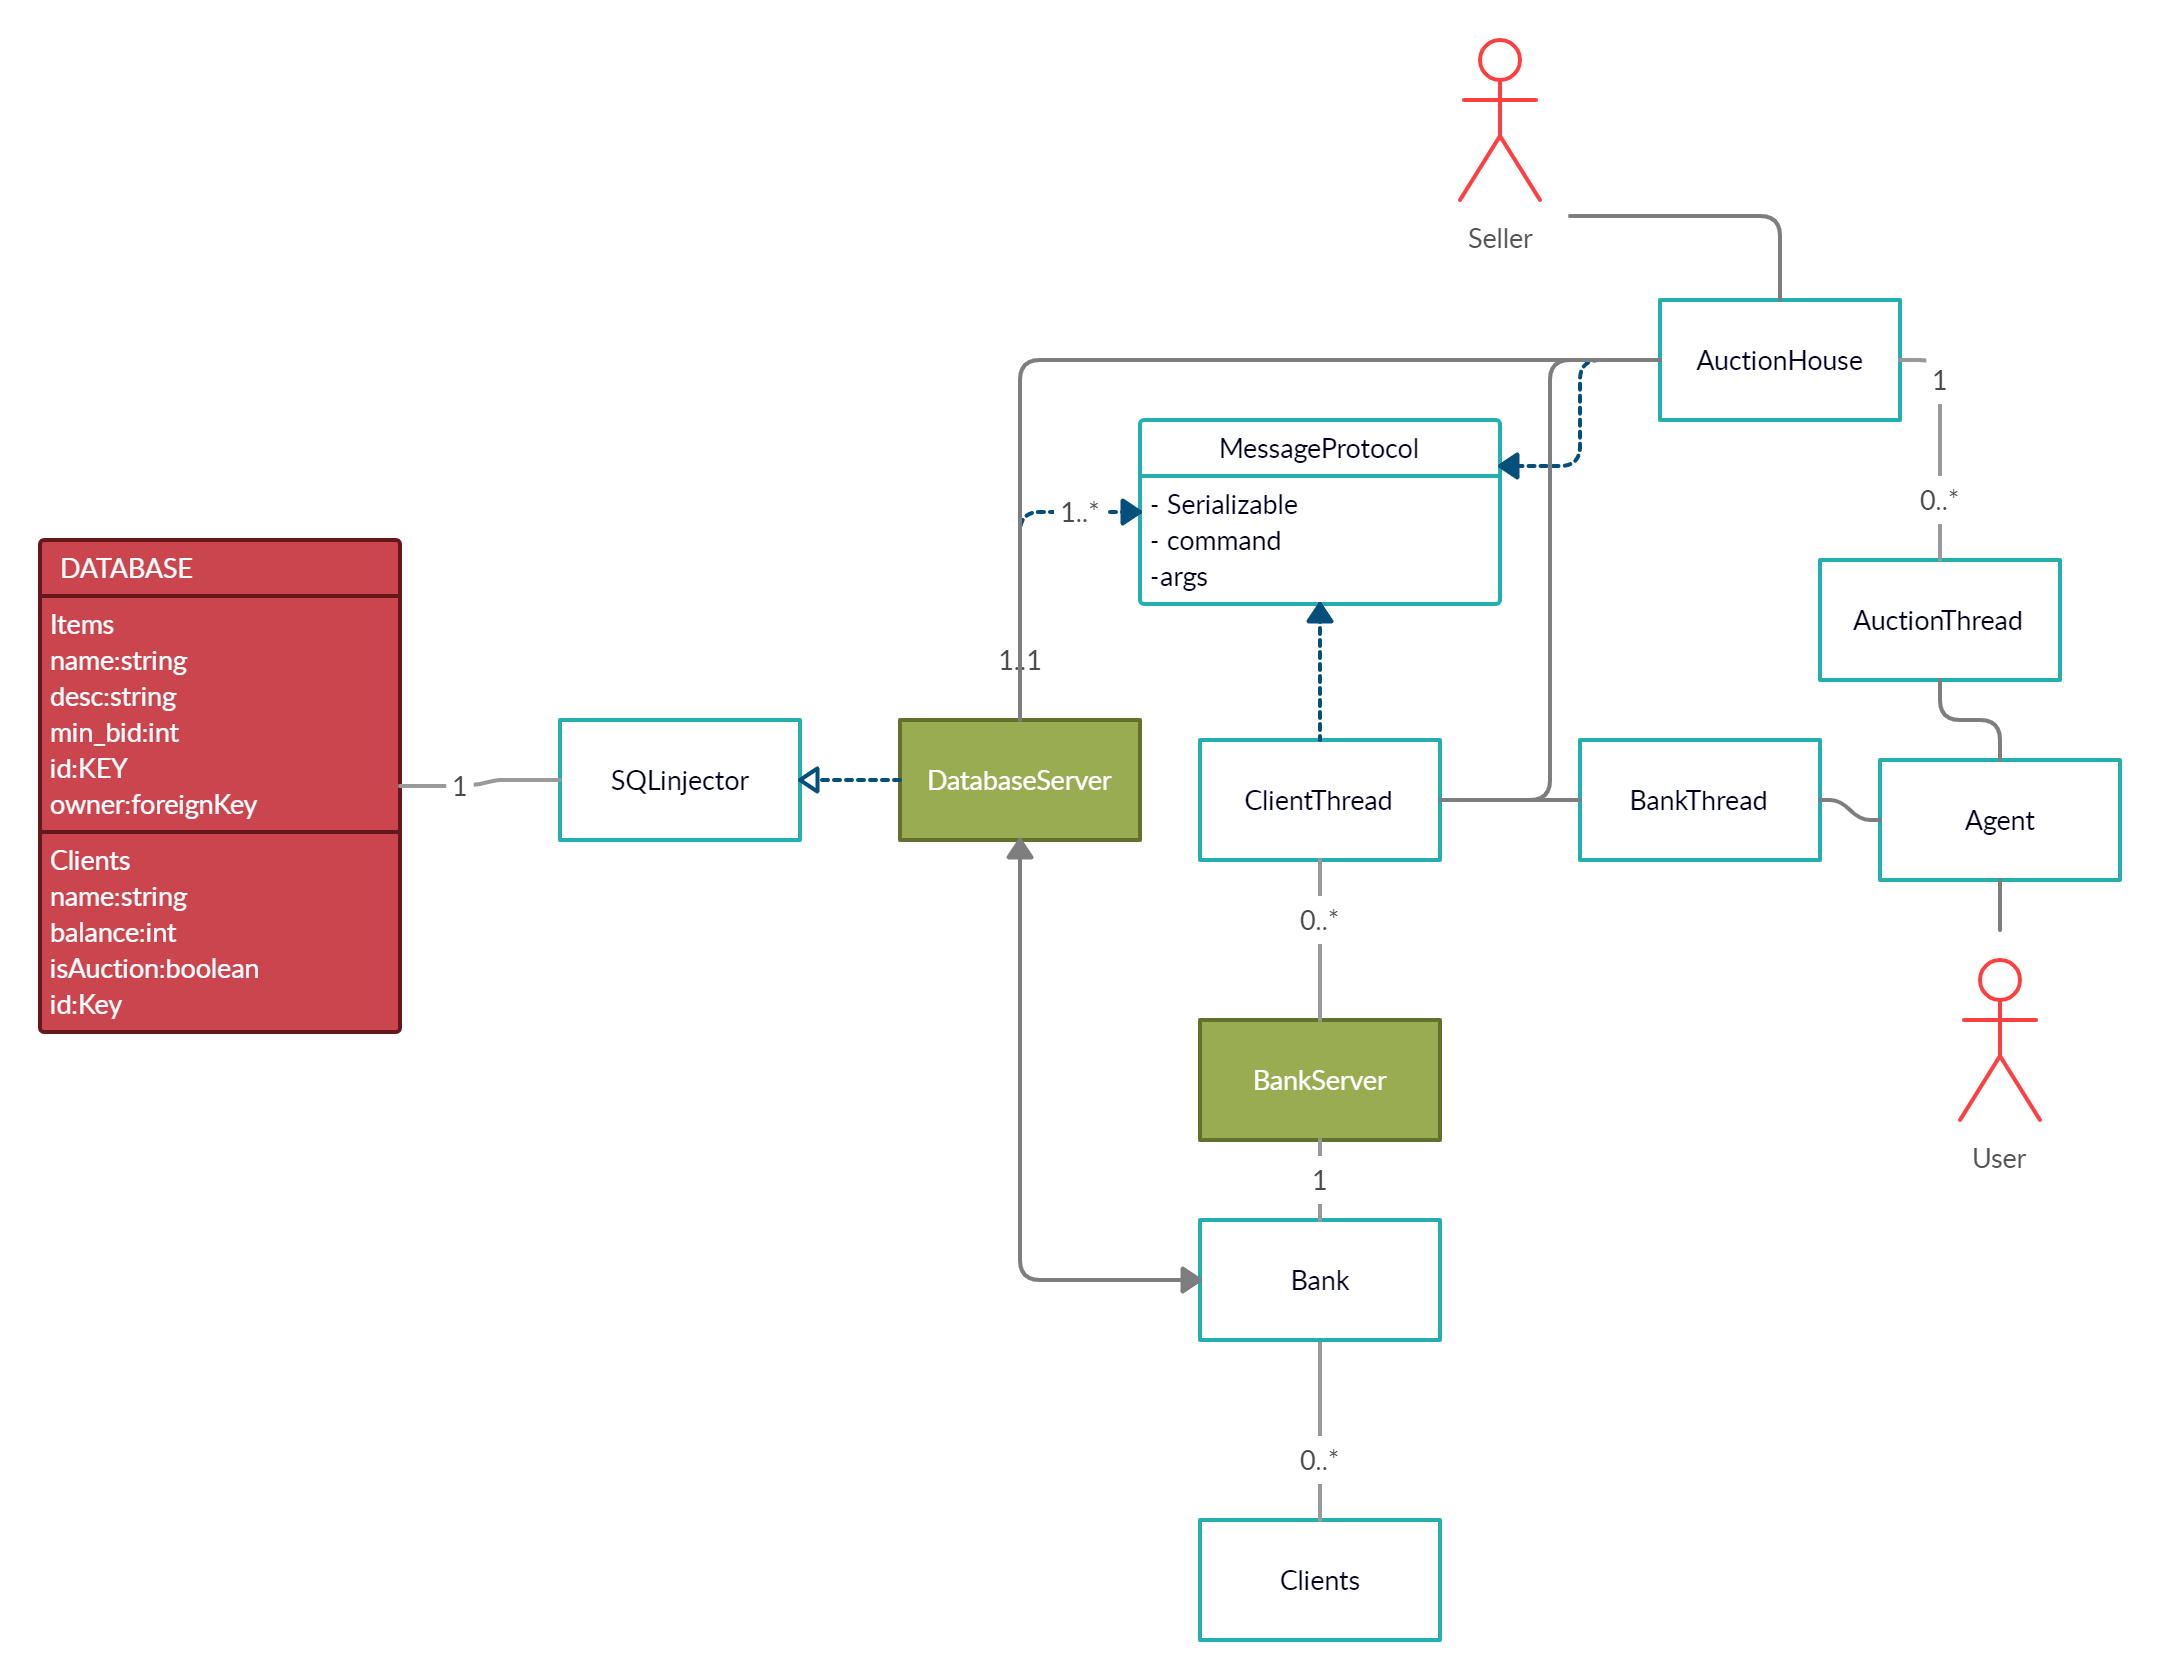 Seller
AuctionHouse
1
0..*
MessageProtocol
- Serializable
- command
-args
1..*
1..1
DATABASE
Items
name:string
desc:string
min_bid:int
id:KEY
owner:foreignKey
Clients
name:string
balance:int
isAuction:boolean
id:Key
1
SQLinjector
DatabaseServer
ClientThread
BankThread
AuctionThread
Agent
User
0..*
BankServer
1
Bank
0..*
Clients